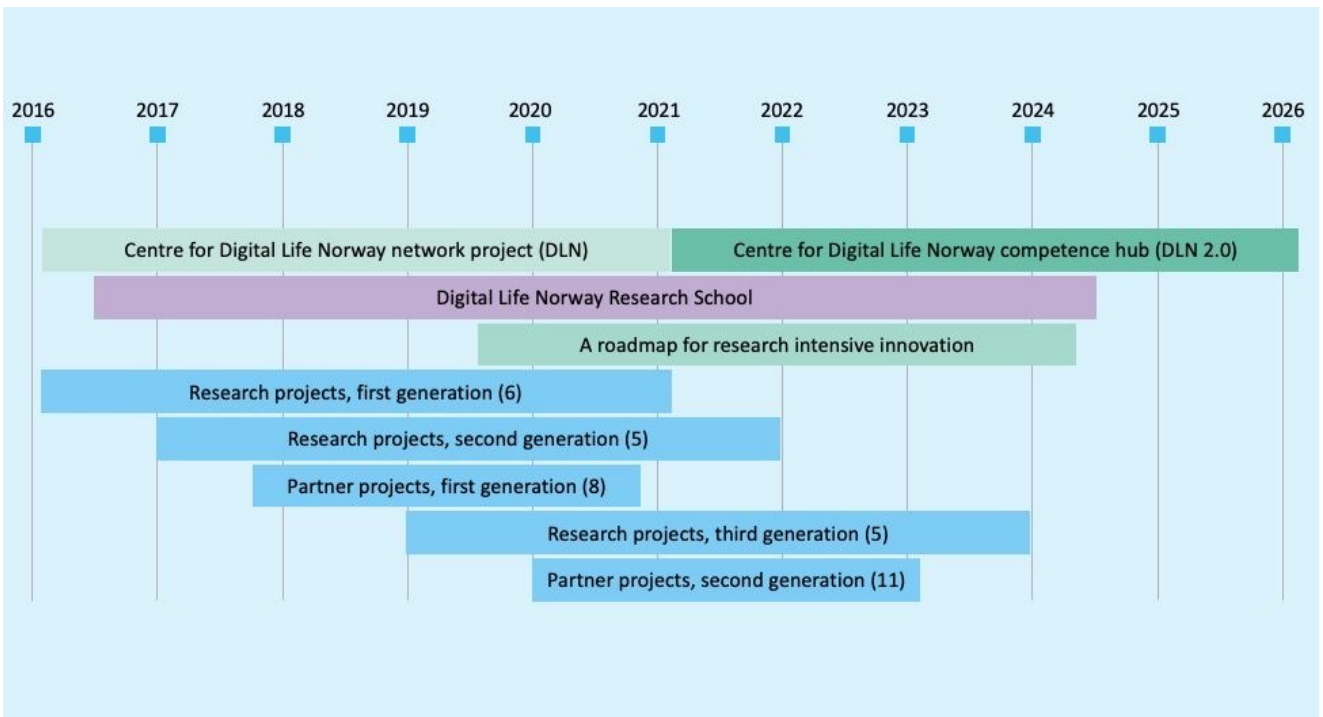 2016 2017 2018 2019 2020 2021 2022 2023 2024 2025 2026
Centre for Digital Life Norway network project (DLN) Centre for Digital Life Norway competence hub (DLN 2.0)
Digital Life Norway Research School
A roadmap for research intensive innovation
Research projects, first generation (6)
Research projects, second generation (5)
Partner projects, first generation (8)
Research projects, third generation (5)
Partner projects, second generation (11)